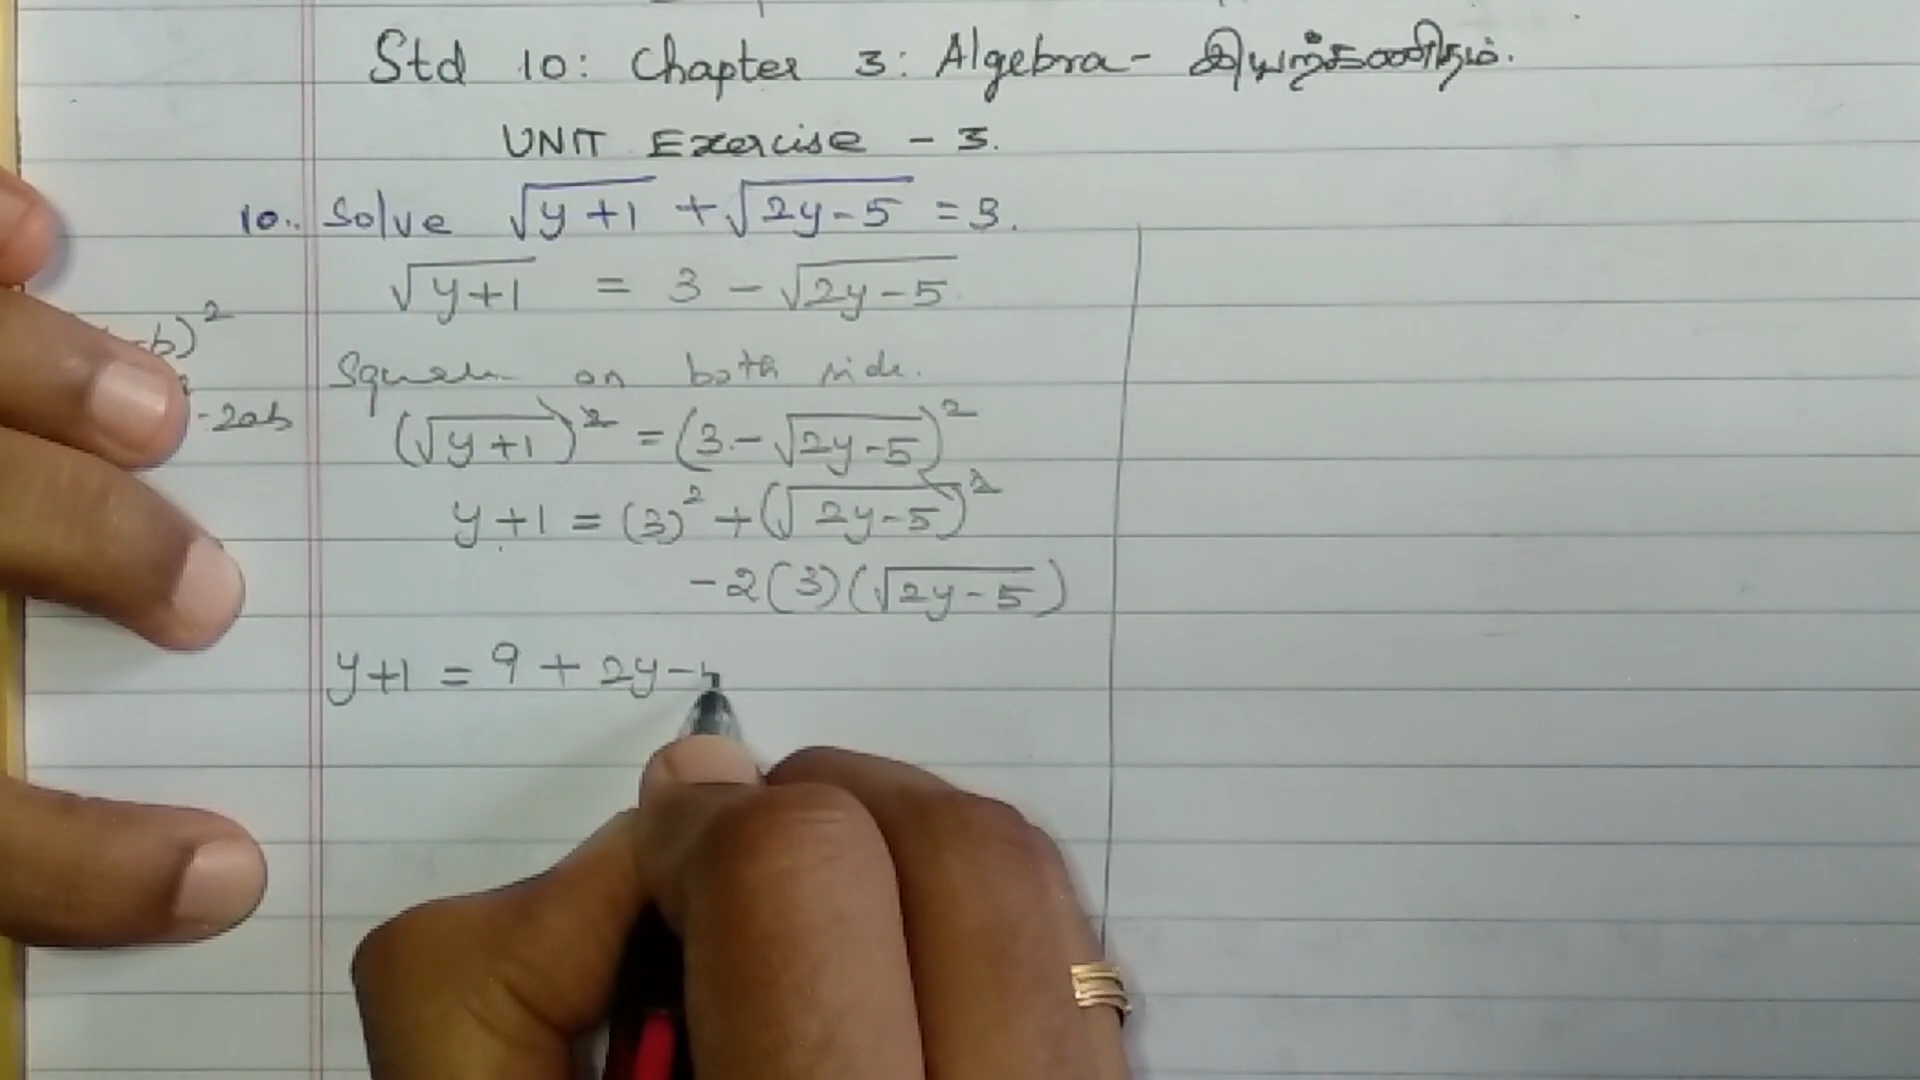 Std 10: Chapter 3: Algebra - இயற்கணிதம்.
UNIT Exercise - 3.
10. Solve √(y+1) + √(2y-5) = 3.
√(y+1) = 3 - √(2y-5)
-b)²
Square on both side.
-2ab
(√(y+1))² = (3 - √(2y-5))²
y+1 = (3)² + (√(2y-5))²
-2(3)(√(2y-5))
y+1 = 9 + 2y -